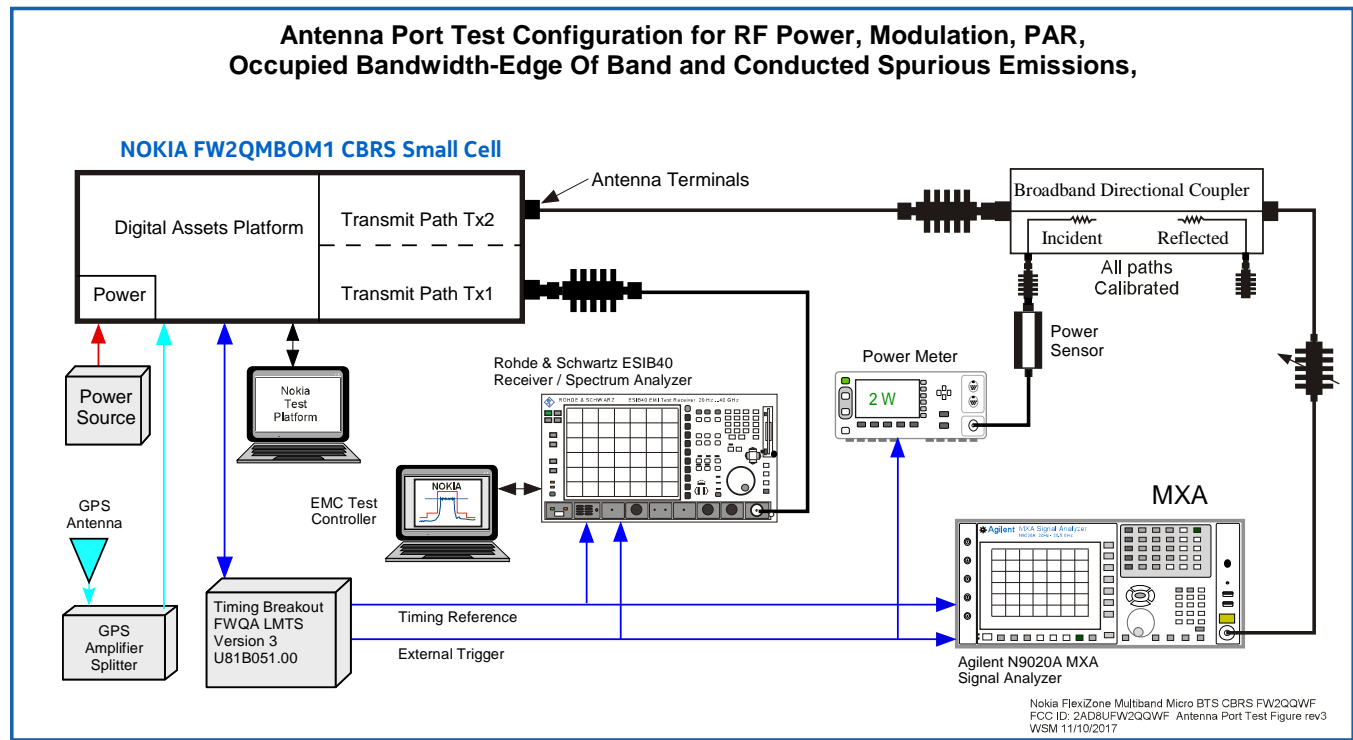 Antenna Port Test Configuration for RF Power, Modulation, PAR,
Occupied Bandwidth-Edge Of Band and Conducted Spurious Emissions,
NOKIA FW2QMBOM1 CBRS Small Cell
Antenna Terminals
Broadband Directional Coupler
Digital Assets Platform
Transmit Path Tx2
Incident
Reflected
All paths
Calibrated
Power
Transmit Path Tx1
Power
Sensor
Rohde & Schwartz ESIB40
Receiver / Spectrum Analyzer
Power Meter
Power
Source
Nokia
Test
Platform
ROHDE & SCHWARZ
ESIB40 EMI Test Receiver 20 Hz...40 GHz
2 W
NOKIA
EMC Test
Controller
MXA
GPS
Antenna
Agilent MXA Signal Analyzer
Timing Breakout
FWQA LMTS
Version 3
U81B051.00
Timing Reference
GPS
Amplifier
Splitter
External Trigger
Agilent N9020A MXA
Signal Analyzer
Nokia FlexiZone Multiband Micro BTS CBRS FW2QQWF
FCC ID: 2AD8UFW2QQWF Antenna Port Test Figure rev3
WSM 11/10/2017